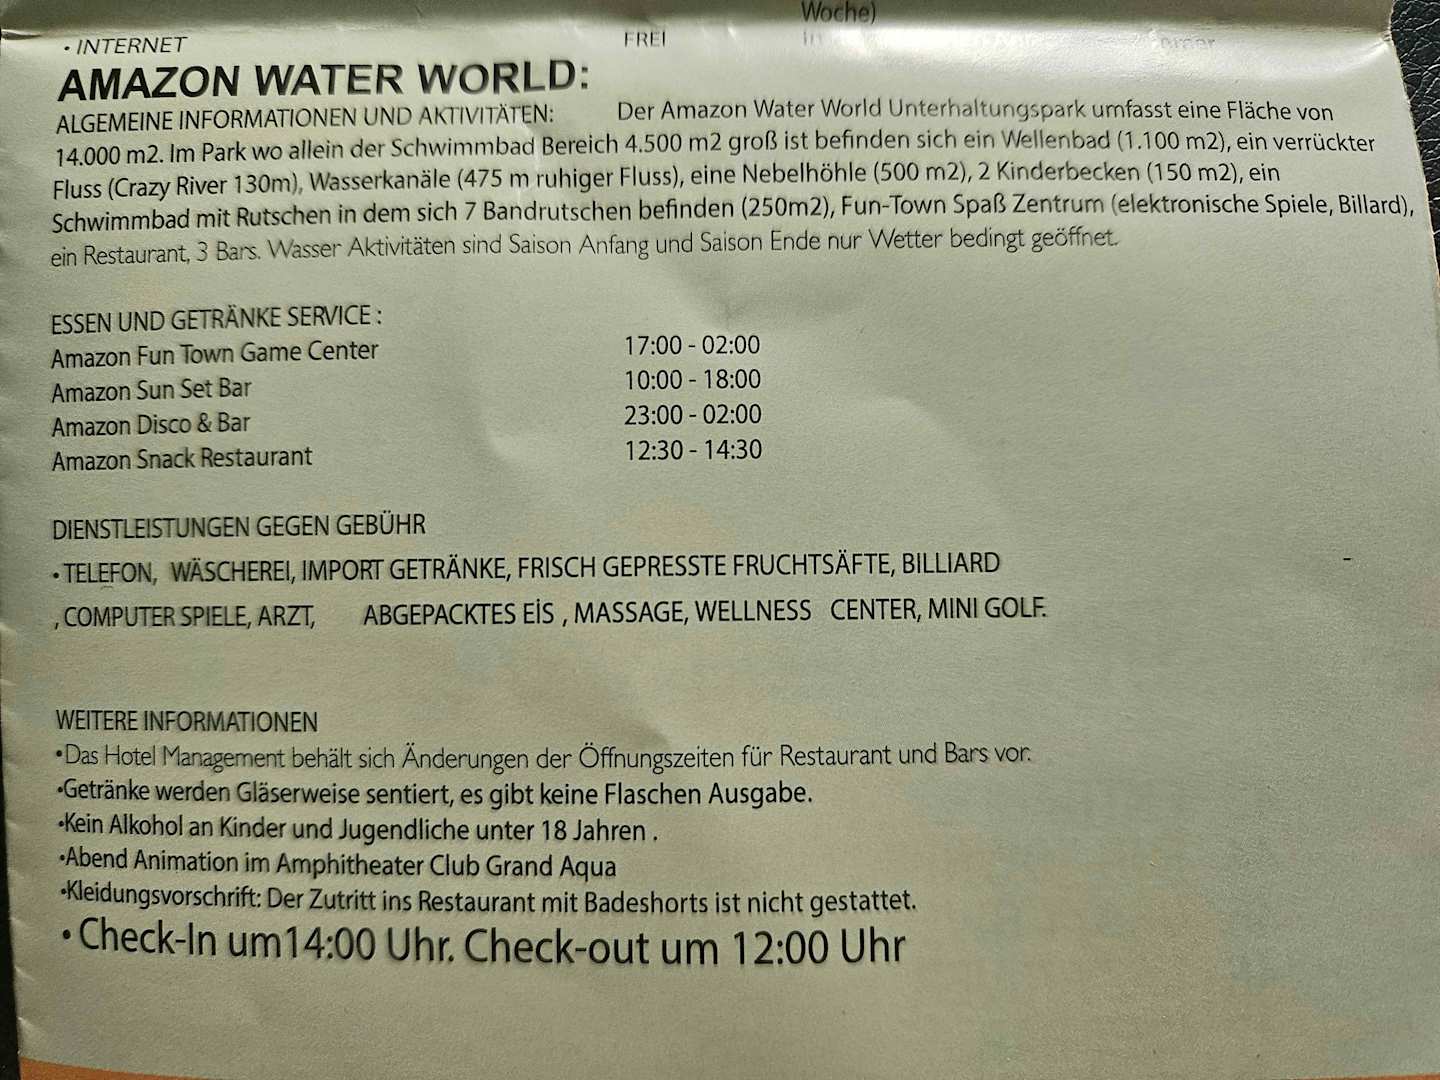 Woche)
• INTERNET FREI
AMAZON WATER WORLD:
ALGEMEINE INFORMATIONEN UND AKTIVITÄTEN: Der Amazon Water World Unterhaltungspark umfasst eine Fläche von
14.000 m2. Im Park wo allein der Schwimmbad Bereich 4.500 m2 groß ist befinden sich ein Wellenbad (1.100 m2), ein verrückter
Fluss (Crazy River 130m), Wasserkanäle (475 m ruhiger Fluss), eine Nebelhöhle (500 m2), 2 Kinderbecken (150 m2), ein
Schwimmbad mit Rutschen in dem sich 7 Bandrutschen befinden (250m2), Fun-Town Spaß Zentrum (elektronische Spiele, Billard),
ein Restaurant, 3 Bars. Wasser Aktivitäten sind Saison Anfang und Saison Ende nur Wetter bedingt geöffnet.
ESSEN UND GETRÄNKE SERVICE :
Amazon Fun Town Game Center 17:00 - 02:00
Amazon Sun Set Bar 10:00 - 18:00
Amazon Disco & Bar 23:00 - 02:00
Amazon Snack Restaurant 12:30 - 14:30
DIENSTLEISTUNGEN GEGEN GEBÜHR
• TELEFON, WÄSCHEREI, IMPORT GETRÄNKE, FRISCH GEPRESSTE FRUCHTSÄFTE, BILLIARD -
, COMPUTER SPIELE, ARZT, ABGEPACKTES EİS , MASSAGE, WELLNESS CENTER, MINI GOLF.
WEITERE INFORMATIONEN
•Das Hotel Management behält sich Änderungen der Öffnungszeiten für Restaurant und Bars vor.
•Getränke werden Gläserweise sentiert, es gibt keine Flaschen Ausgabe.
•Kein Alkohol an Kinder und Jugendliche unter 18 Jahren .
•Abend Animation im Amphitheater Club Grand Aqua
•Kleidungsvorschrift: Der Zutritt ins Restaurant mit Badeshorts ist nicht gestattet.
• Check-In um14:00 Uhr. Check-out um 12:00 Uhr